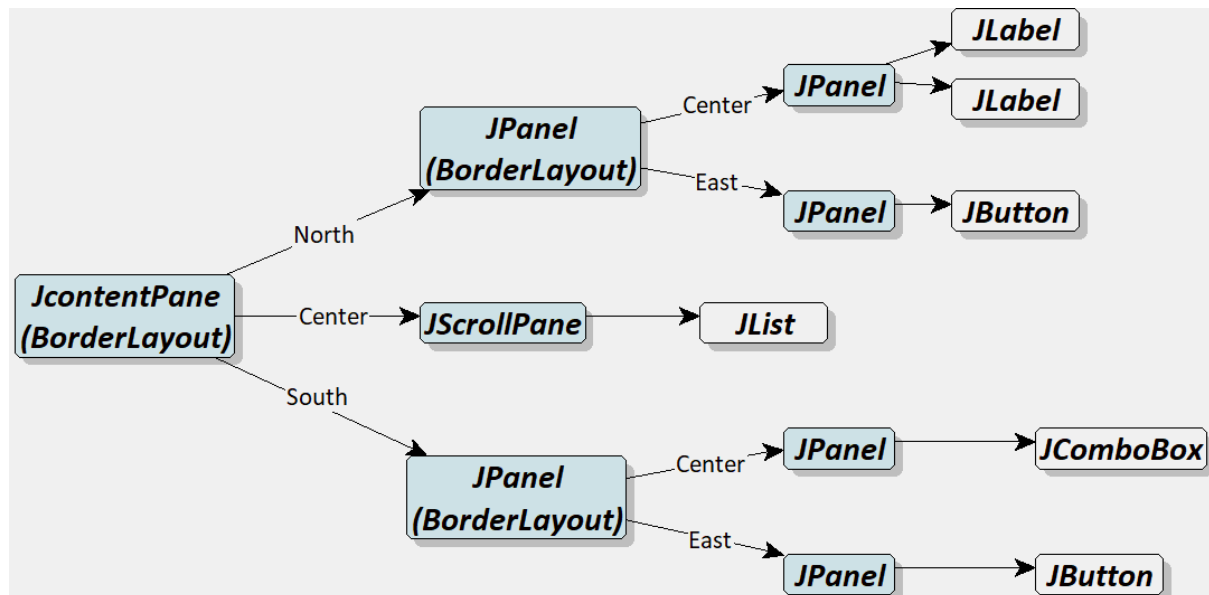 JLabel
Center
JPanel
JLabel
JPanel
(BorderLayout)
East
JPanel
JButton
North
JcontentPane
(BorderLayout)
Center
JScrollPane
JList
South
JPanel
(BorderLayout)
Center
JPanel
JComboBox
East
JPanel
JButton